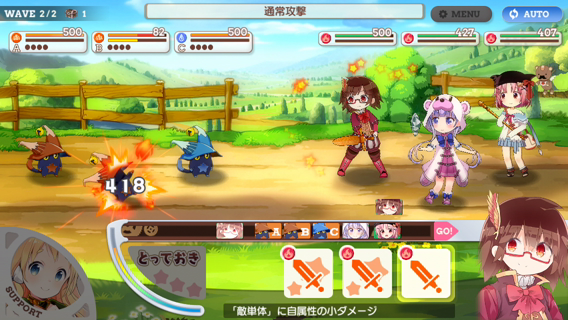 WAVE 2/2 1
通常攻撃
MENU
AUTO
500
82
500
500
427
407
A
B
C
418
A B C GO!
とっておき
SUPPORT
「敵単体」に自属性の小ダメージ